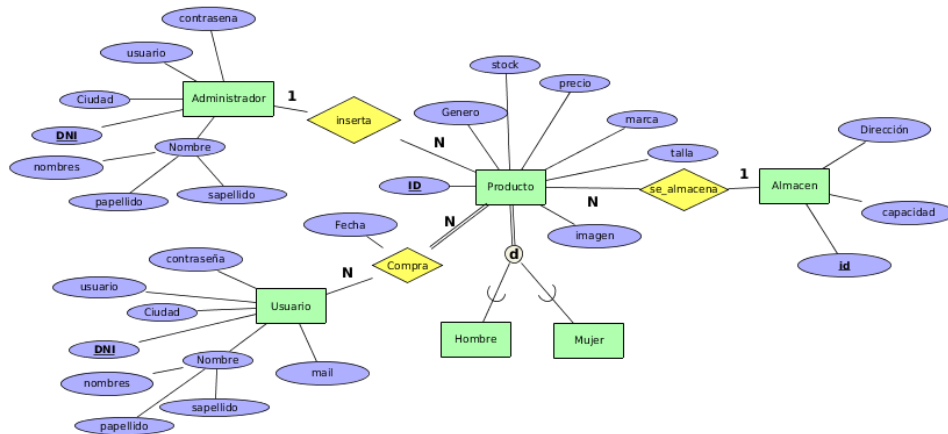 contrasena
usuario
Ciudad
Administrador
DNI
Nombre
nombres
papellido
sapellido
1
inserta
N
stock
precio
Genero
marca
talla
ID
Producto
imagen
N
se_almacena
1
Almacen
Dirección
capacidad
id
d
Hombre
Mujer
Fecha
N
Compra
N
contraseña
usuario
Ciudad
Usuario
DNI
Nombre
nombres
sapellido
papellido
mail